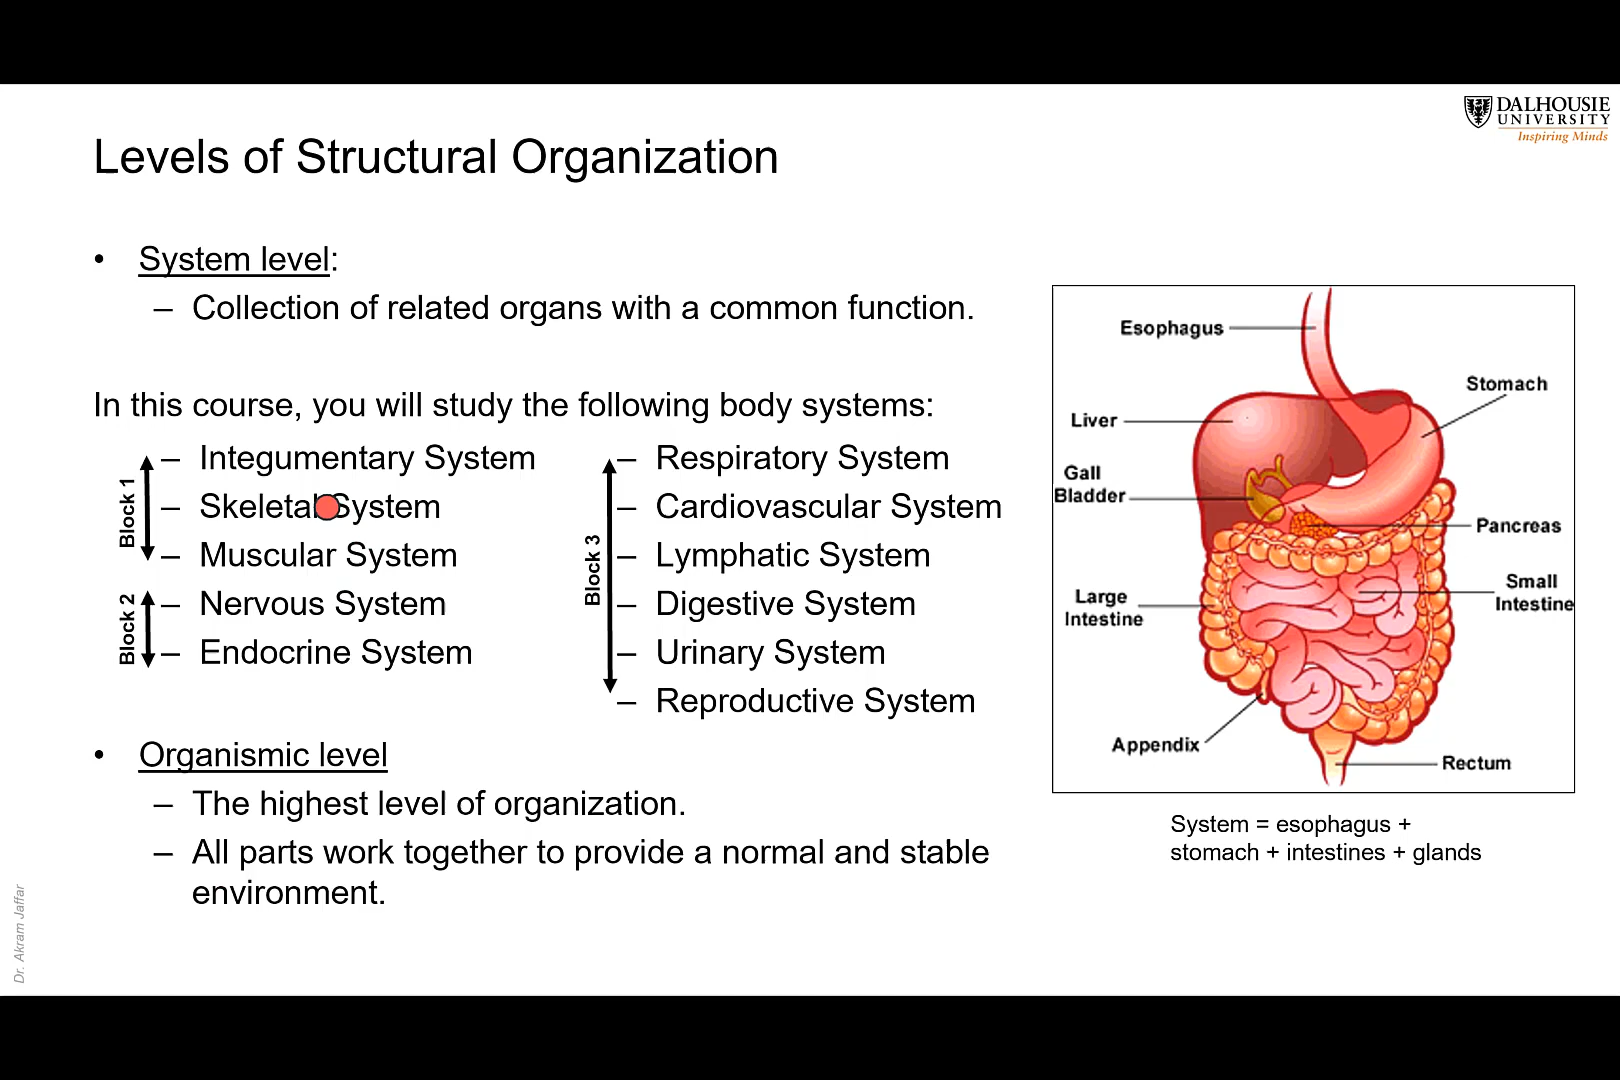 DALHOUSIE
UNIVERSITY
Inspiring Minds
Levels of Structural Organization
• System level:
– Collection of related organs with a common function.
In this course, you will study the following body systems:
Block 1
– Integumentary System
– Skeletal System
– Muscular System
Block 2
– Nervous System
– Endocrine System
Block 3
– Respiratory System
– Cardiovascular System
– Lymphatic System
– Digestive System
– Urinary System
– Reproductive System
• Organismic level
– The highest level of organization.
– All parts work together to provide a normal and stable
environment.
Esophagus
Stomach
Liver
Gall
Bladder
Pancreas
Small
Intestine
Large
Intestine
Appendix
Rectum
System = esophagus +
stomach + intestines + glands
Dr. Akram Jaffar